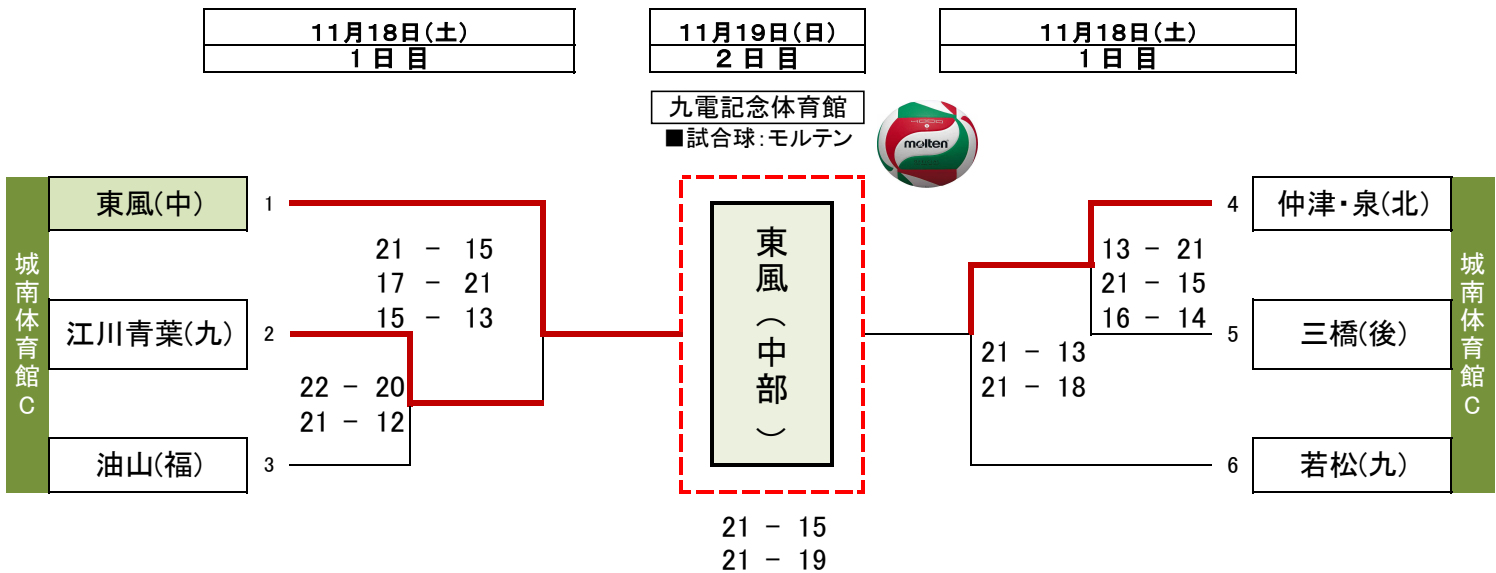 11月18日(土)
1日目
11月19日(日)
2日目
11月18日(土)
1日目
九電記念体育館
■試合球:モルテン
4000
molten
城南体育館C
東風(中)
1
21 - 15
17 - 21
15 - 13
江川青葉(九)
2
22 - 20
21 - 12
油山(福)
3
東風(中部)
21 - 15
21 - 19
4
仲津・泉(北)
13 - 21
21 - 15
16 - 14
5
三橋(後)
21 - 13
21 - 18
6
若松(九)
城南体育館C